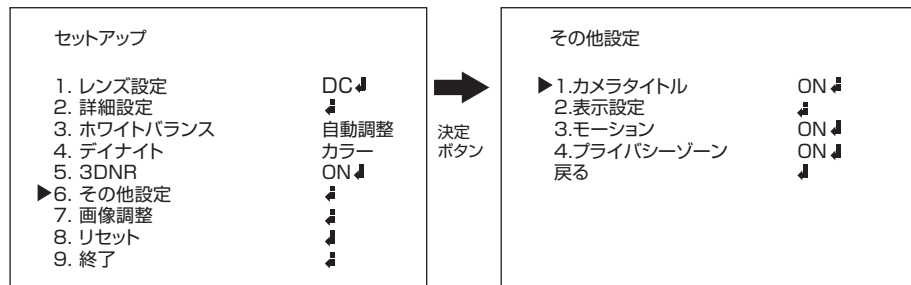 セットアップ
1. レンズ設定 DC↲
2. 詳細設定 ↲
3. ホワイトバランス 自動調整
4. デイナイト カラー
5. 3DNR ON↲
▶6. その他設定 ↲
7. 画像調整 ↲
8. リセット ↲
9. 終了 ↲
決定
ボタン
その他設定
▶1.カメラタイトル ON↲
2.表示設定 ↲
3.モーション ON↲
4.プライバシーゾーン ON↲
戻る ↲